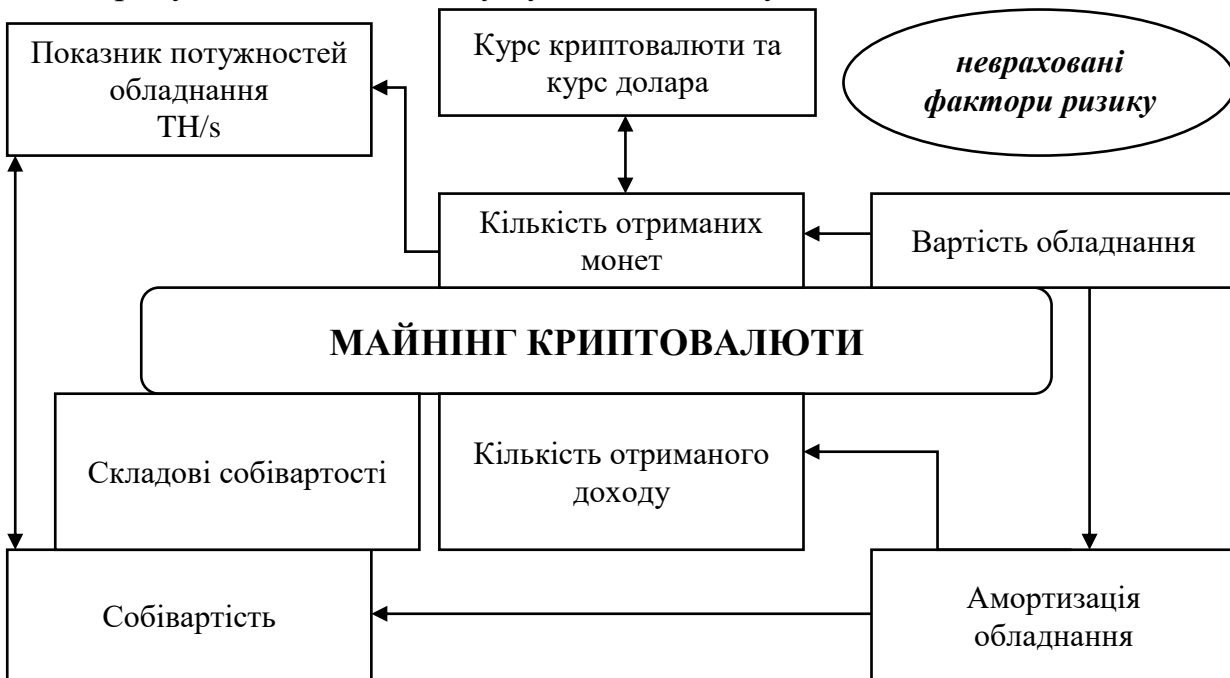 Показник потужностей
обладнання
TH/s
Курс криптовалюти та
курс долара
невраховані
фактори ризику
Кількість отриманих
монет
Вартість обладнання
МАЙНІНГ КРИПТОВАЛЮТИ
Складові собівартості
Кількість отриманого
доходу
Собівартість
Амортизація
обладнання